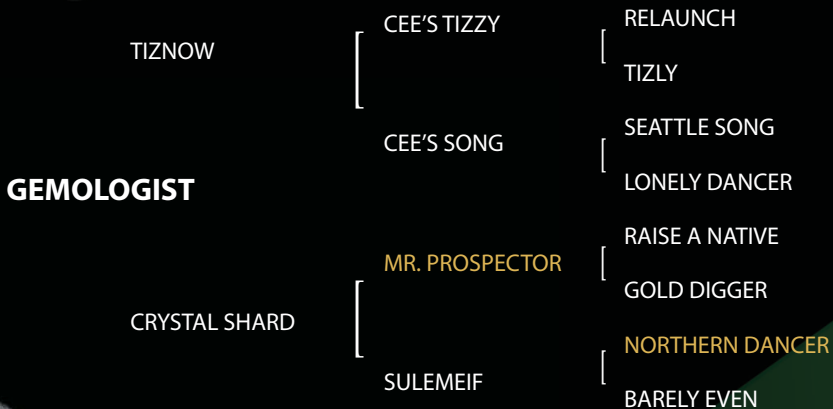 RELAUNCH
CEE'S TIZZY
TIZNOW
TIZLY
SEATTLE SONG
CEE'S SONG
LONELY DANCER
GEMOLOGIST
RAISE A NATIVE
MR. PROSPECTOR
GOLD DIGGER
CRYSTAL SHARD
NORTHERN DANCER
SULEMEIF
BARELY EVEN